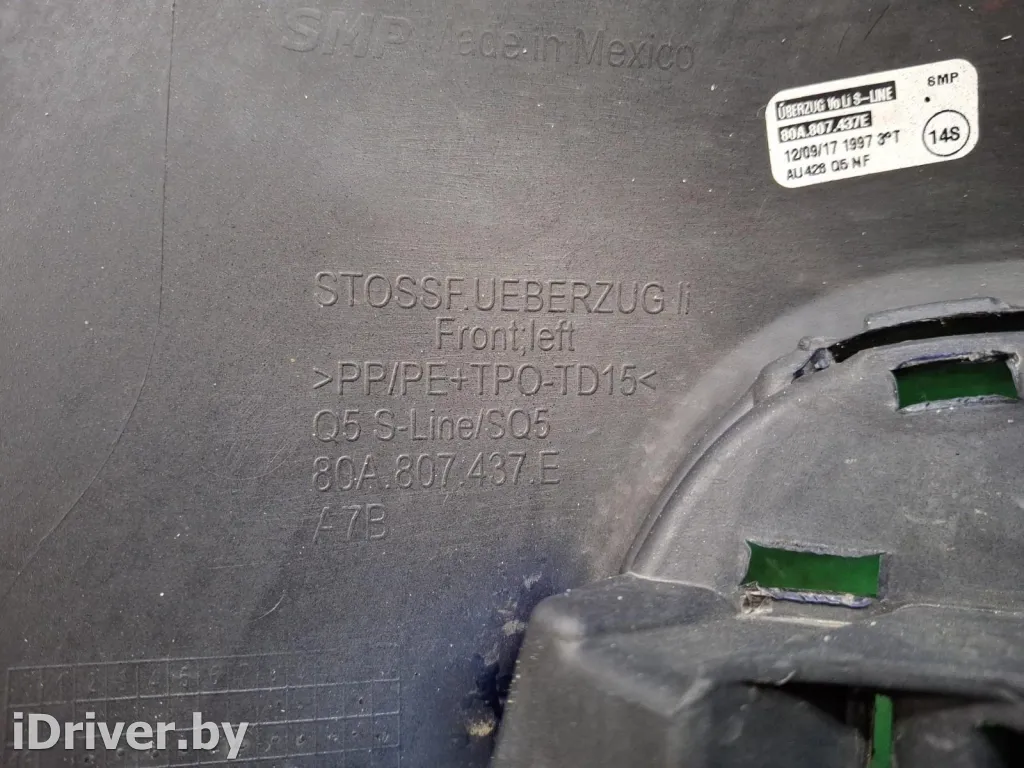 SMP Made in Mexico
SMP
ÜBERZUG Vo Li S-LINE
80A.807.437E
12/09/17 1997 3°T
14S
AU 428 Q5 NF
STOSSF.UEBERZUG li
Front;left
>PP/PE+TPO-TD15<
Q5 S-Line/SQ5
80A.807.437.E
A7B
iDriver.by